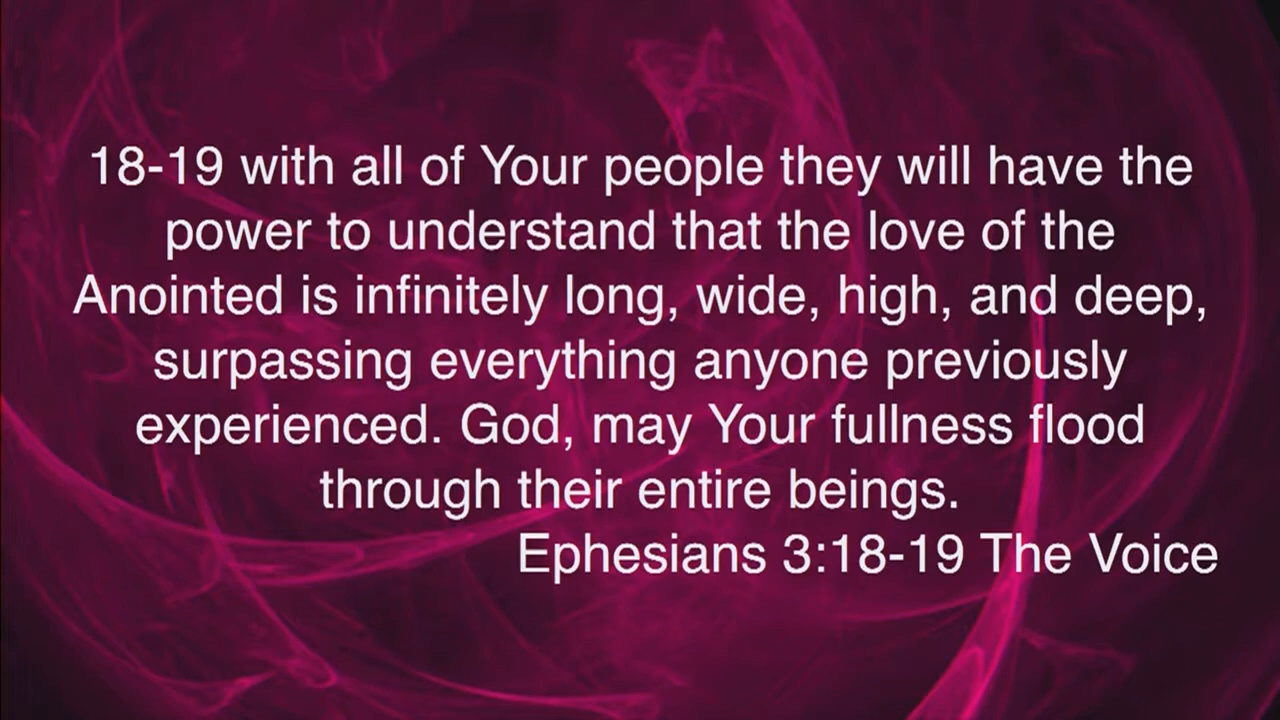 18-19 with all of Your people they will have the
power to understand that the love of the
Anointed is infinitely long, wide, high, and deep,
surpassing everything anyone previously
experienced. God, may Your fullness flood
through their entire beings.
Ephesians 3:18-19 The Voice